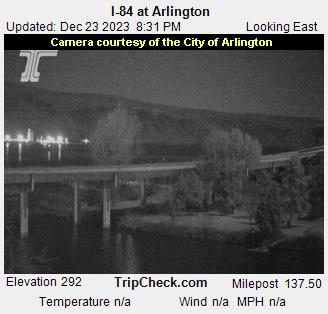 I-84 at Arlington
Updated: Dec 23 2023 8:31 PM Looking East
Camera courtesy of the City of Arlington
Elevation 292 TripCheck.com Milepost 137.50
Temperature n/a Wind n/a MPH n/a